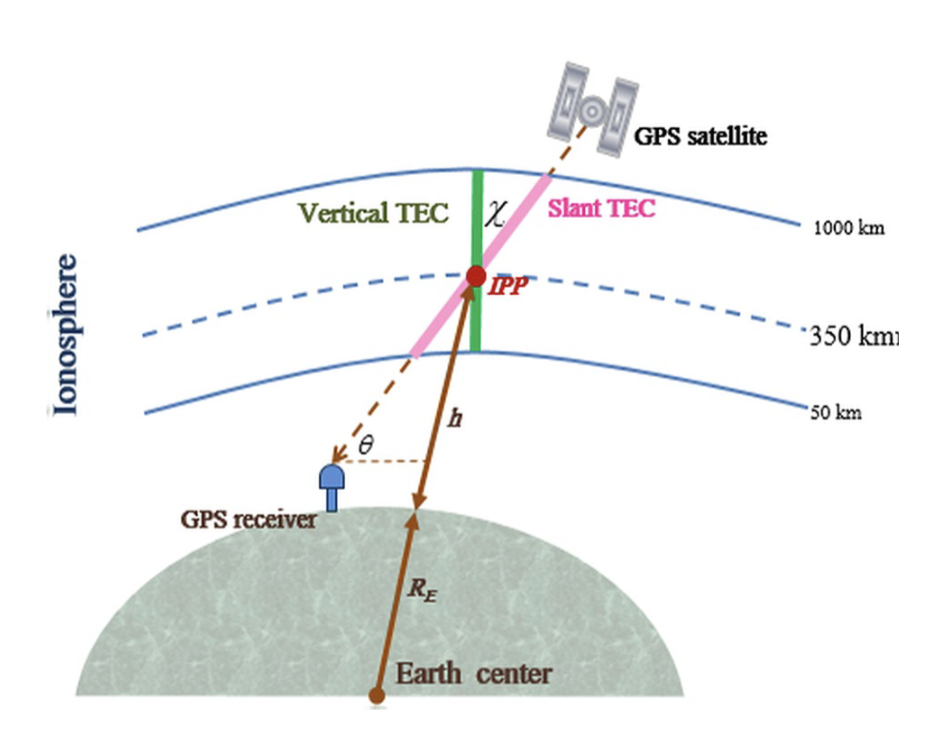 GPS satellite
Vertical TEC
χ
Slant TEC
1000 km
Ionosphere
IPP
350 km
50 km
h
θ
GPS receiver
R_E
Earth center